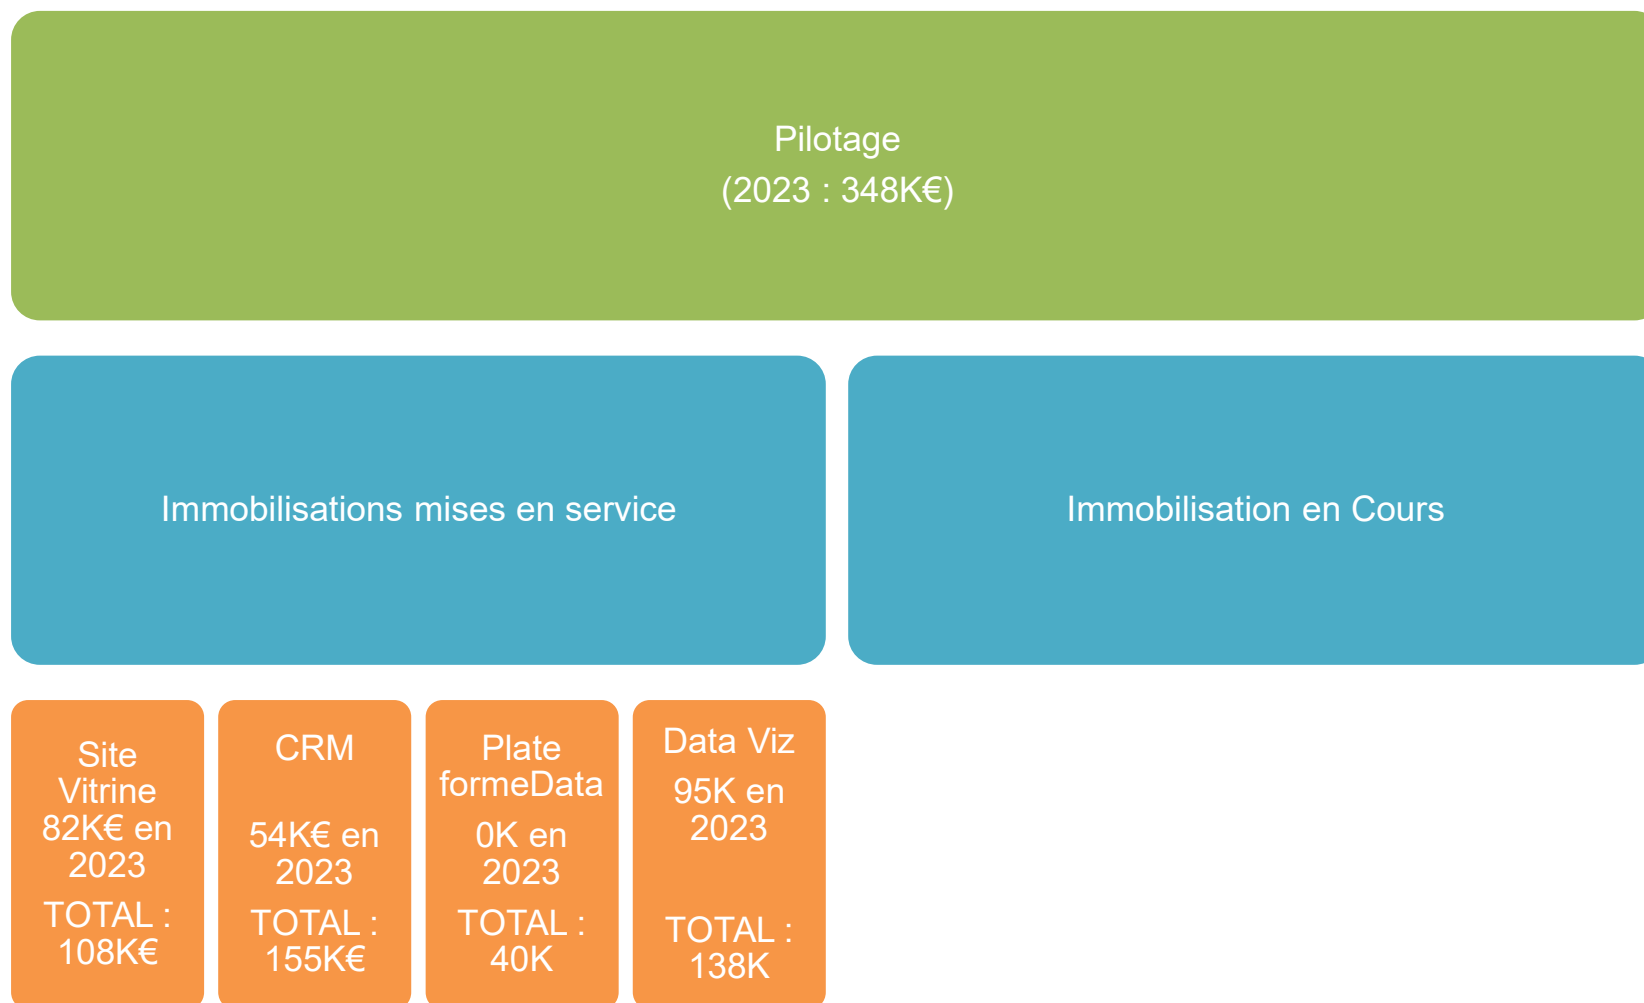 Pilotage
(2023 : 348K€)
Immobilisations mises en service
Immobilisation en Cours
Site
Vitrine
82K€ en
2023
TOTAL :
108K€
CRM
54K€ en
2023
TOTAL :
155K€
Plate
formeData
0K en
2023
TOTAL :
40K
Data Viz
95K en
2023
TOTAL :
138K